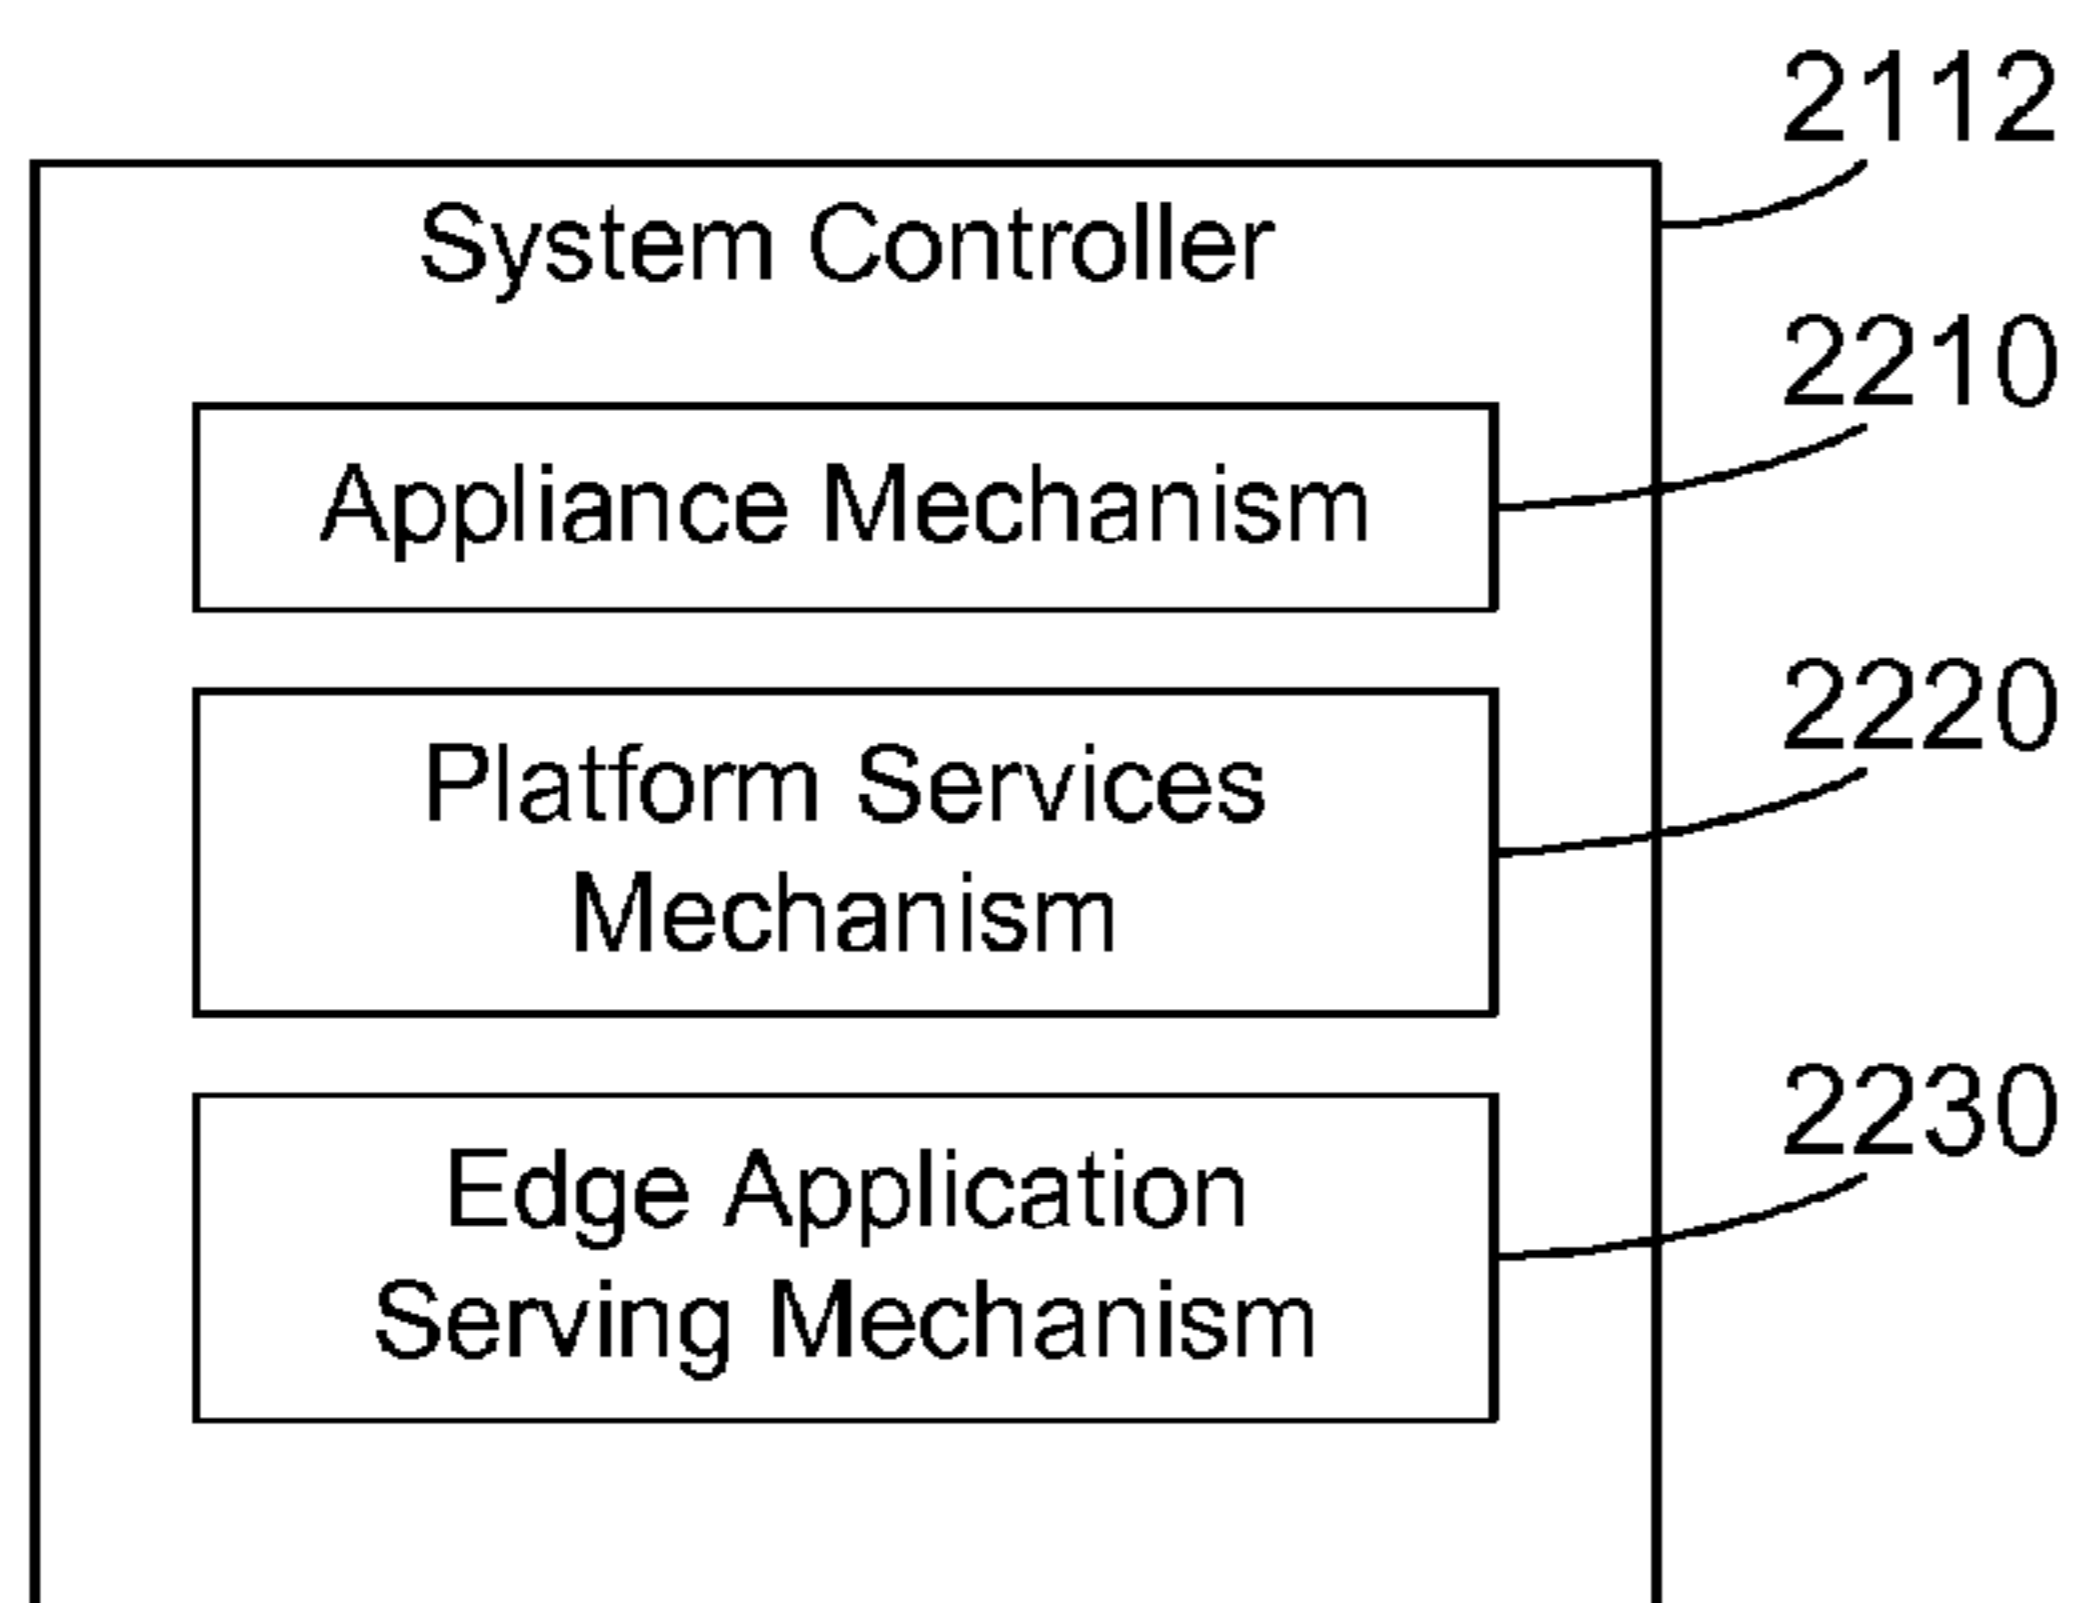 2112
System Controller
2210
Appliance Mechanism
2220
Platform Services
Mechanism
2230
Edge Application
Serving Mechanism